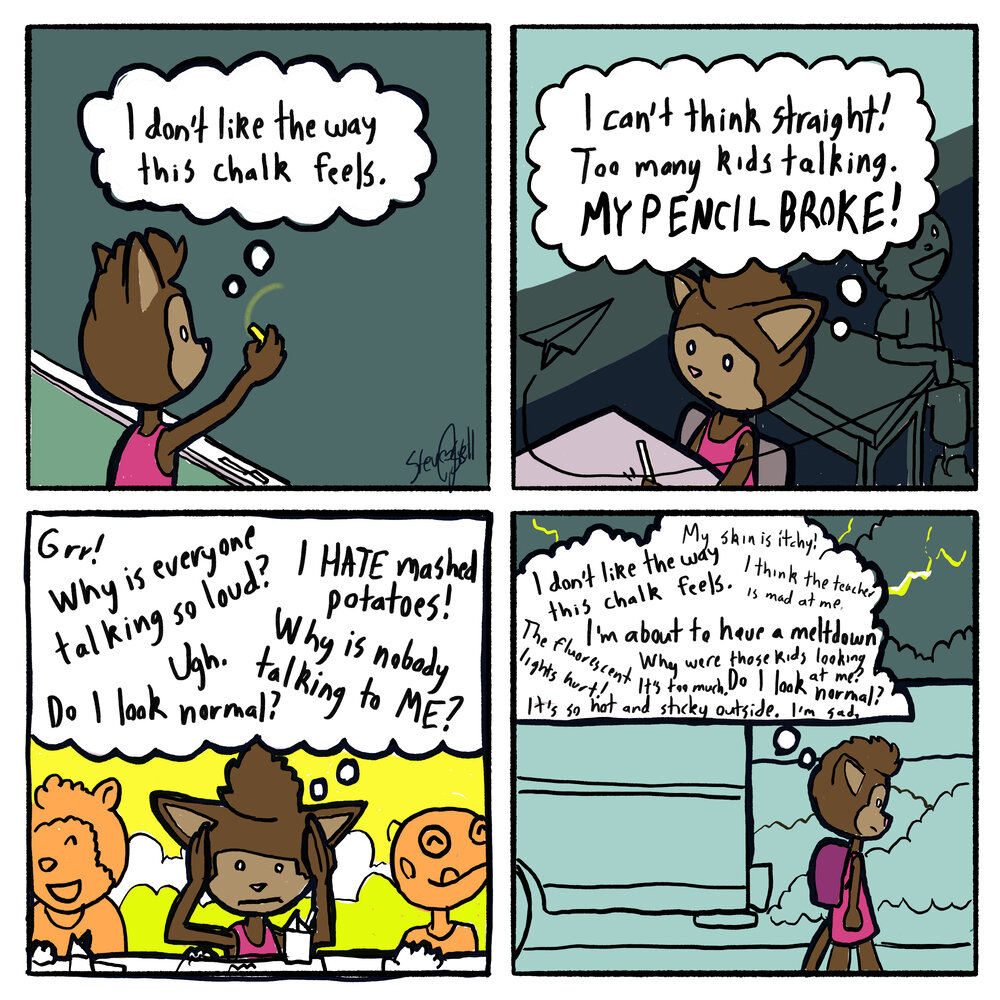 I don't like the way
this chalk feels.
I can't think straight!
Too many kids talking.
MY PENCIL BROKE!
Grr!
Why is everyone
talking so loud?
Ugh.
Do I look normal?
I HATE mashed
potatoes!
Why is nobody
talking to ME?
My skin is itchy!
I don't like the way
this chalk feels.
I think the teacher
is mad at me.
I'm about to have a meltdown
The fluorescent
lights hurt!
Why were those kids looking
at me?
It's too much.
Do I look normal?
It's so hot and sticky outside. I'm sad.